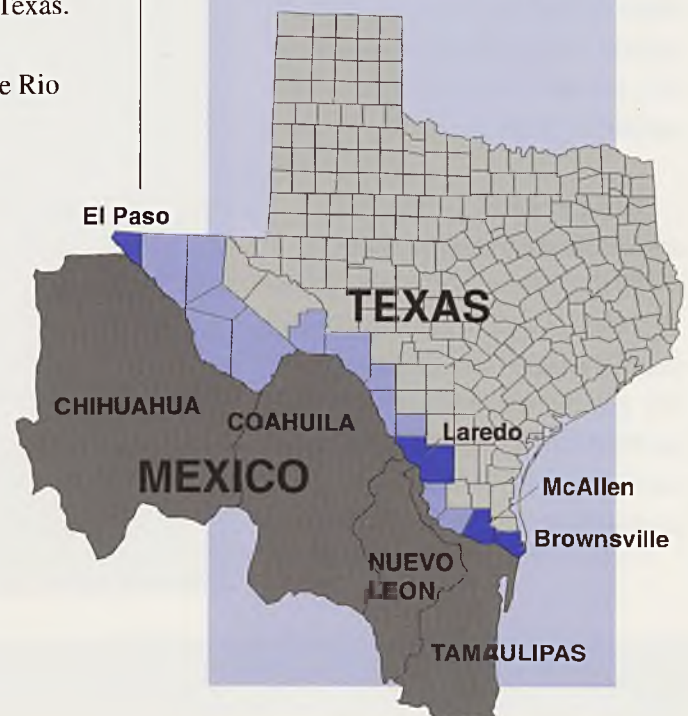 Texas.
e Rio
El Paso
TEXAS
CHIHUAHUA
COAHUILA
Laredo
MEXICO
McAllen
Brownsville
NUEVO
LEON
TAMAULIPAS